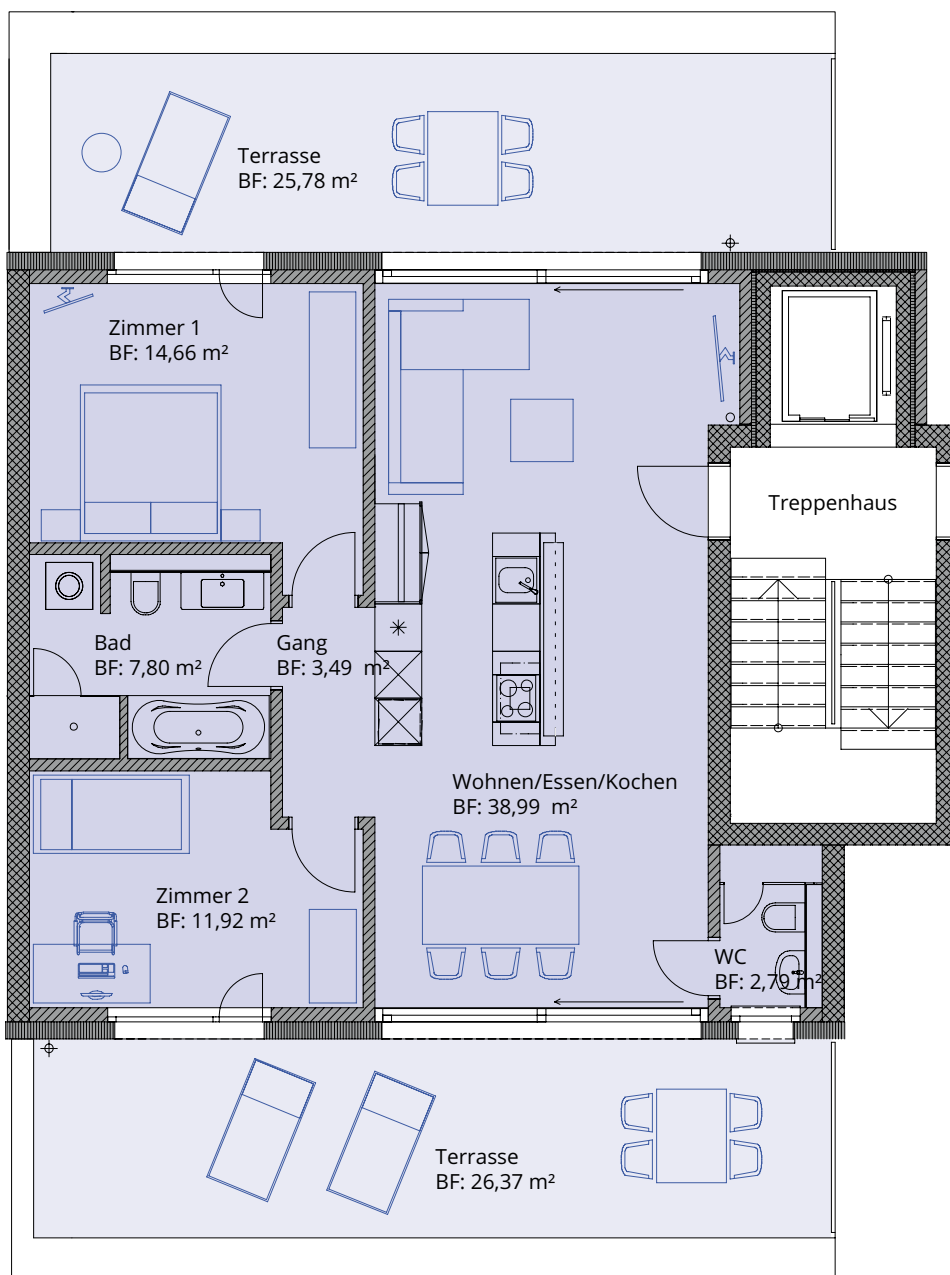 Terrasse
BF: 25,78 m²
Zimmer 1
BF: 14,66 m²
Treppenhaus
Bad
BF: 7,80 m²
Gang
BF: 3,49 m²
Wohnen/Essen/Kochen
BF: 38,99 m²
Zimmer 2
BF: 11,92 m²
WC
BF: 2,79 m²
Terrasse
BF: 26,37 m²